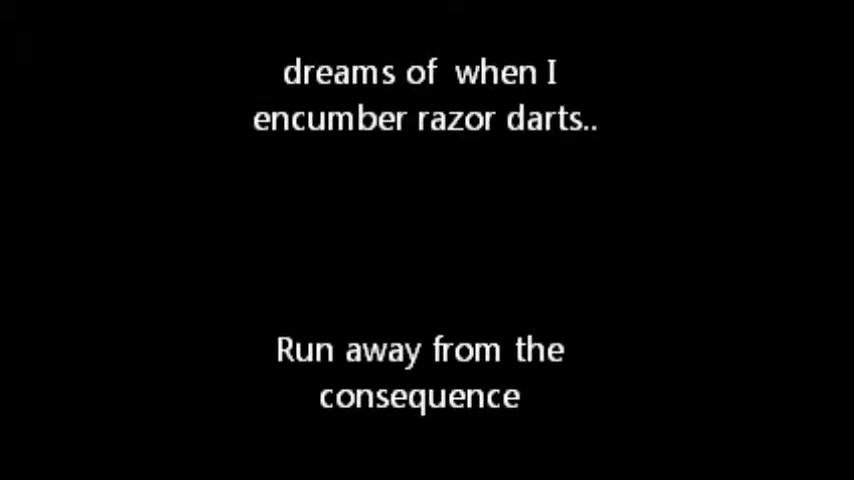 dreams of when I
encumber razor darts..
Run away from the
consequence